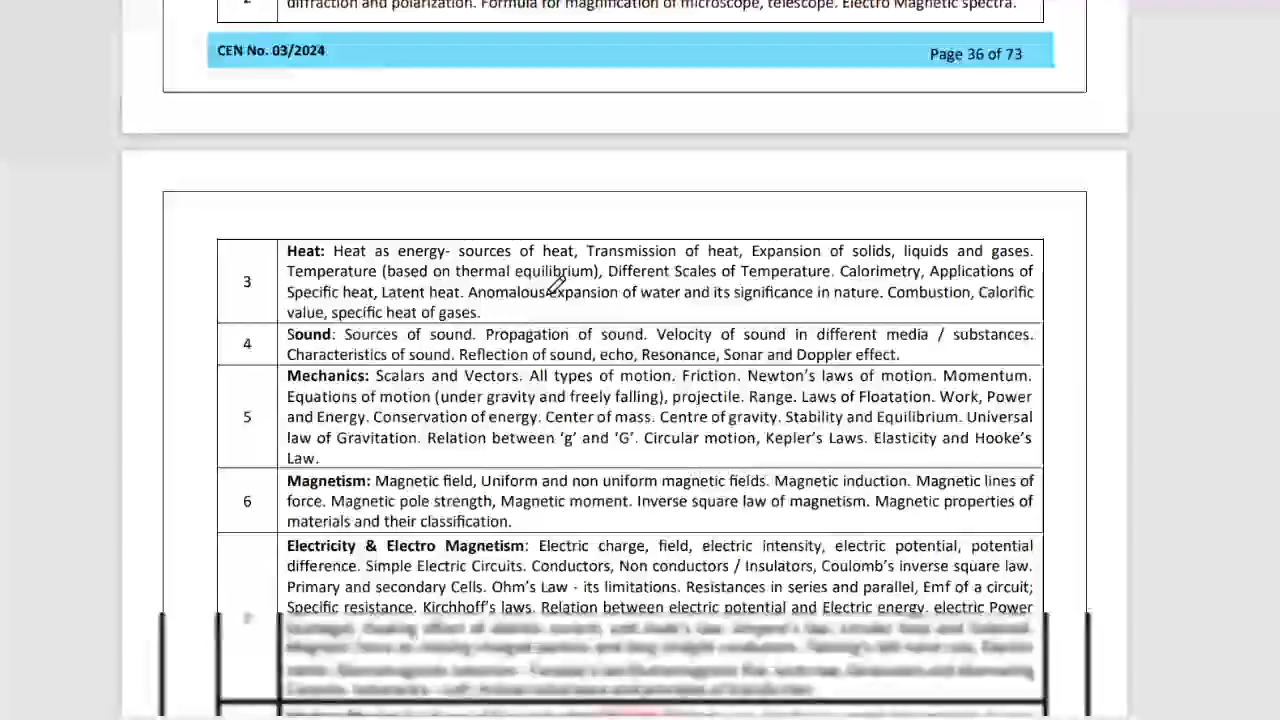 2 diffraction and polarization. Formula for magnification of microscope, telescope. Electro Magnetic spectra.
CEN No. 03/2024
Page 36 of 73
Heat: Heat as energy- sources of heat, Transmission of heat, Expansion of solids, liquids and gases.
Temperature (based on thermal equilibrium), Different Scales of Temperature. Calorimetry, Applications of
3
Specific heat, Latent heat. Anomalous expansion of water and its significance in nature. Combustion, Calorific
value, specific heat of gases.
Sound: Sources of sound. Propagation of sound. Velocity of sound in different media / substances.
4
Characteristics of sound. Reflection of sound, echo, Resonance, Sonar and Doppler effect.
Mechanics: Scalars and Vectors. All types of motion. Friction. Newton's laws of motion. Momentum.
Equations of motion (under gravity and freely falling), projectile. Range. Laws of Floatation. Work, Power
5 and Energy. Conservation of energy. Center of mass. Centre of gravity. Stability and Equilibrium. Universal
law of Gravitation. Relation between 'g' and 'G'. Circular motion, Kepler's Laws. Elasticity and Hooke's
Law.
Magnetism: Magnetic field, Uniform and non uniform magnetic fields. Magnetic induction. Magnetic lines of
6 force. Magnetic pole strength, Magnetic moment. Inverse square law of magnetism. Magnetic properties of
materials and their classification.
Electricity & Electro Magnetism: Electric charge, field, electric intensity, electric potential, potential
difference. Simple Electric Circuits. Conductors, Non conductors / Insulators, Coulomb's inverse square law.
Primary and secondary Cells. Ohm's Law - its limitations. Resistances in series and parallel, Emf of a circuit;
Specific resistance. Kirchhoff's laws. Relation between electric potential and Electric energy. electric Power